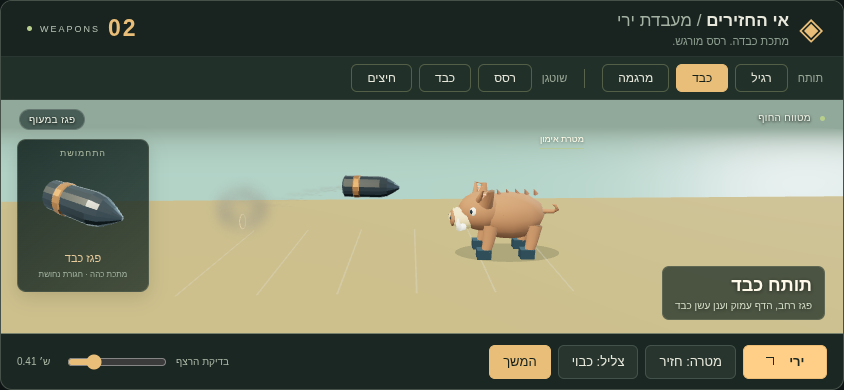 אי החזירים / מעבדת ירי
מתכת כבדה. רסס מורגש.
WEAPONS 02
תותח רגיל כבד מרגמה שוטגן רסס כבד חיצים
מטווח החוף
פגז במעוף
מטרת אימון
התחמושת
פגז כבד
מתכת כהה · חגורת נחושת
תותח כבד
פגז רחב, הדף עמוק וענן עשן כבד
ירי ר מטרה: חזיר צליל: כבוי המשך
בדיקת הרצף 0.41 ש׳